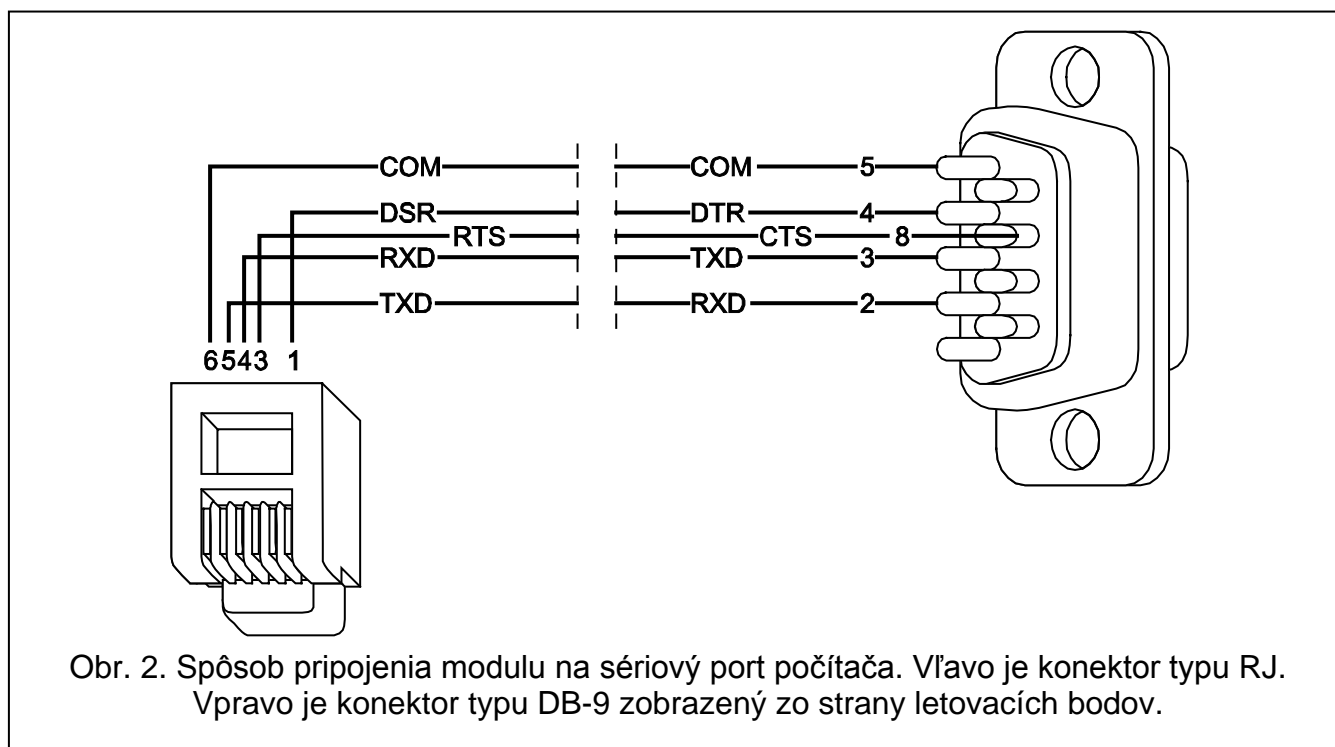 COM COM 5
DSR DTR 4
RTS CTS 8
RXD TXD 3
TXD RXD 2
6543 1
Obr. 2. Spôsob pripojenia modulu na sériový port počítača. Vľavo je konektor typu RJ.
Vpravo je konektor typu DB-9 zobrazený zo strany letovacích bodov.